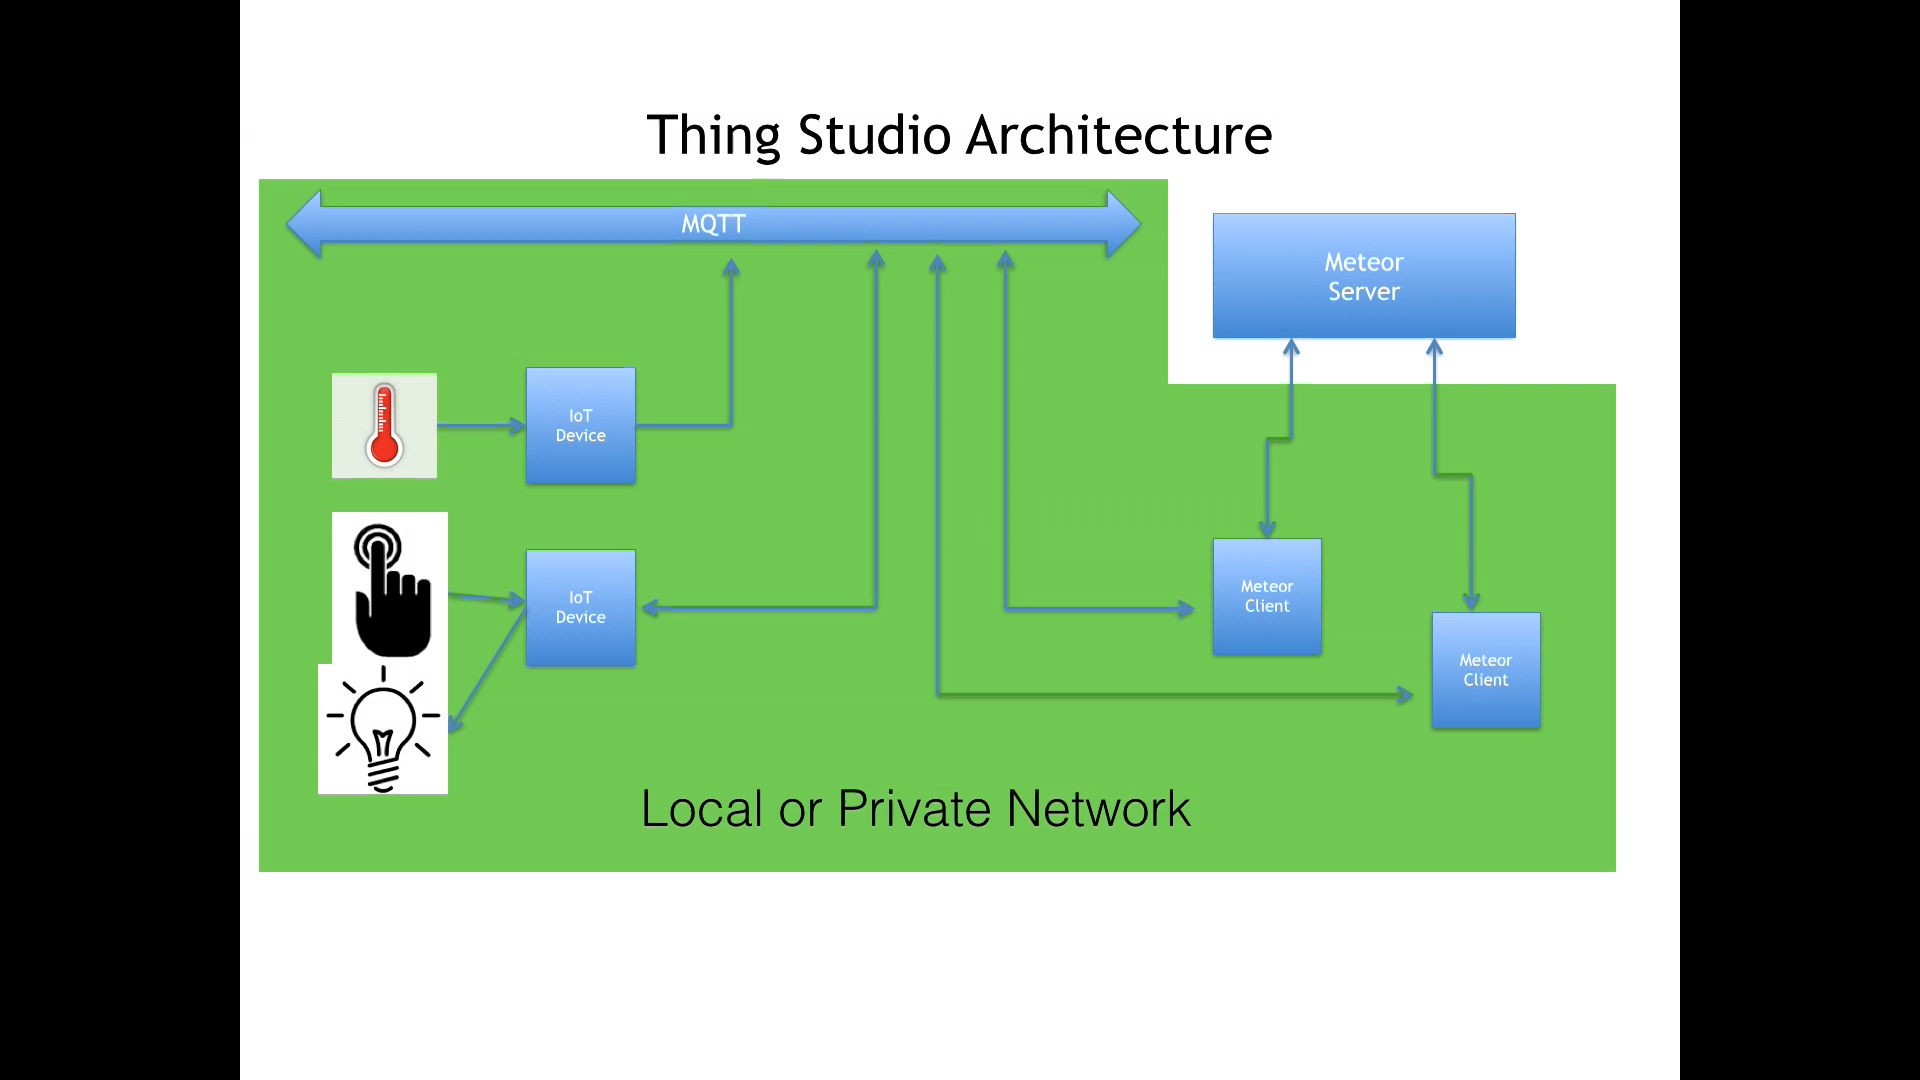 Thing Studio Architecture
MQTT
Meteor
Server
IoT
Device
IoT
Device
Meteor
Client
Meteor
Client
Local or Private Network